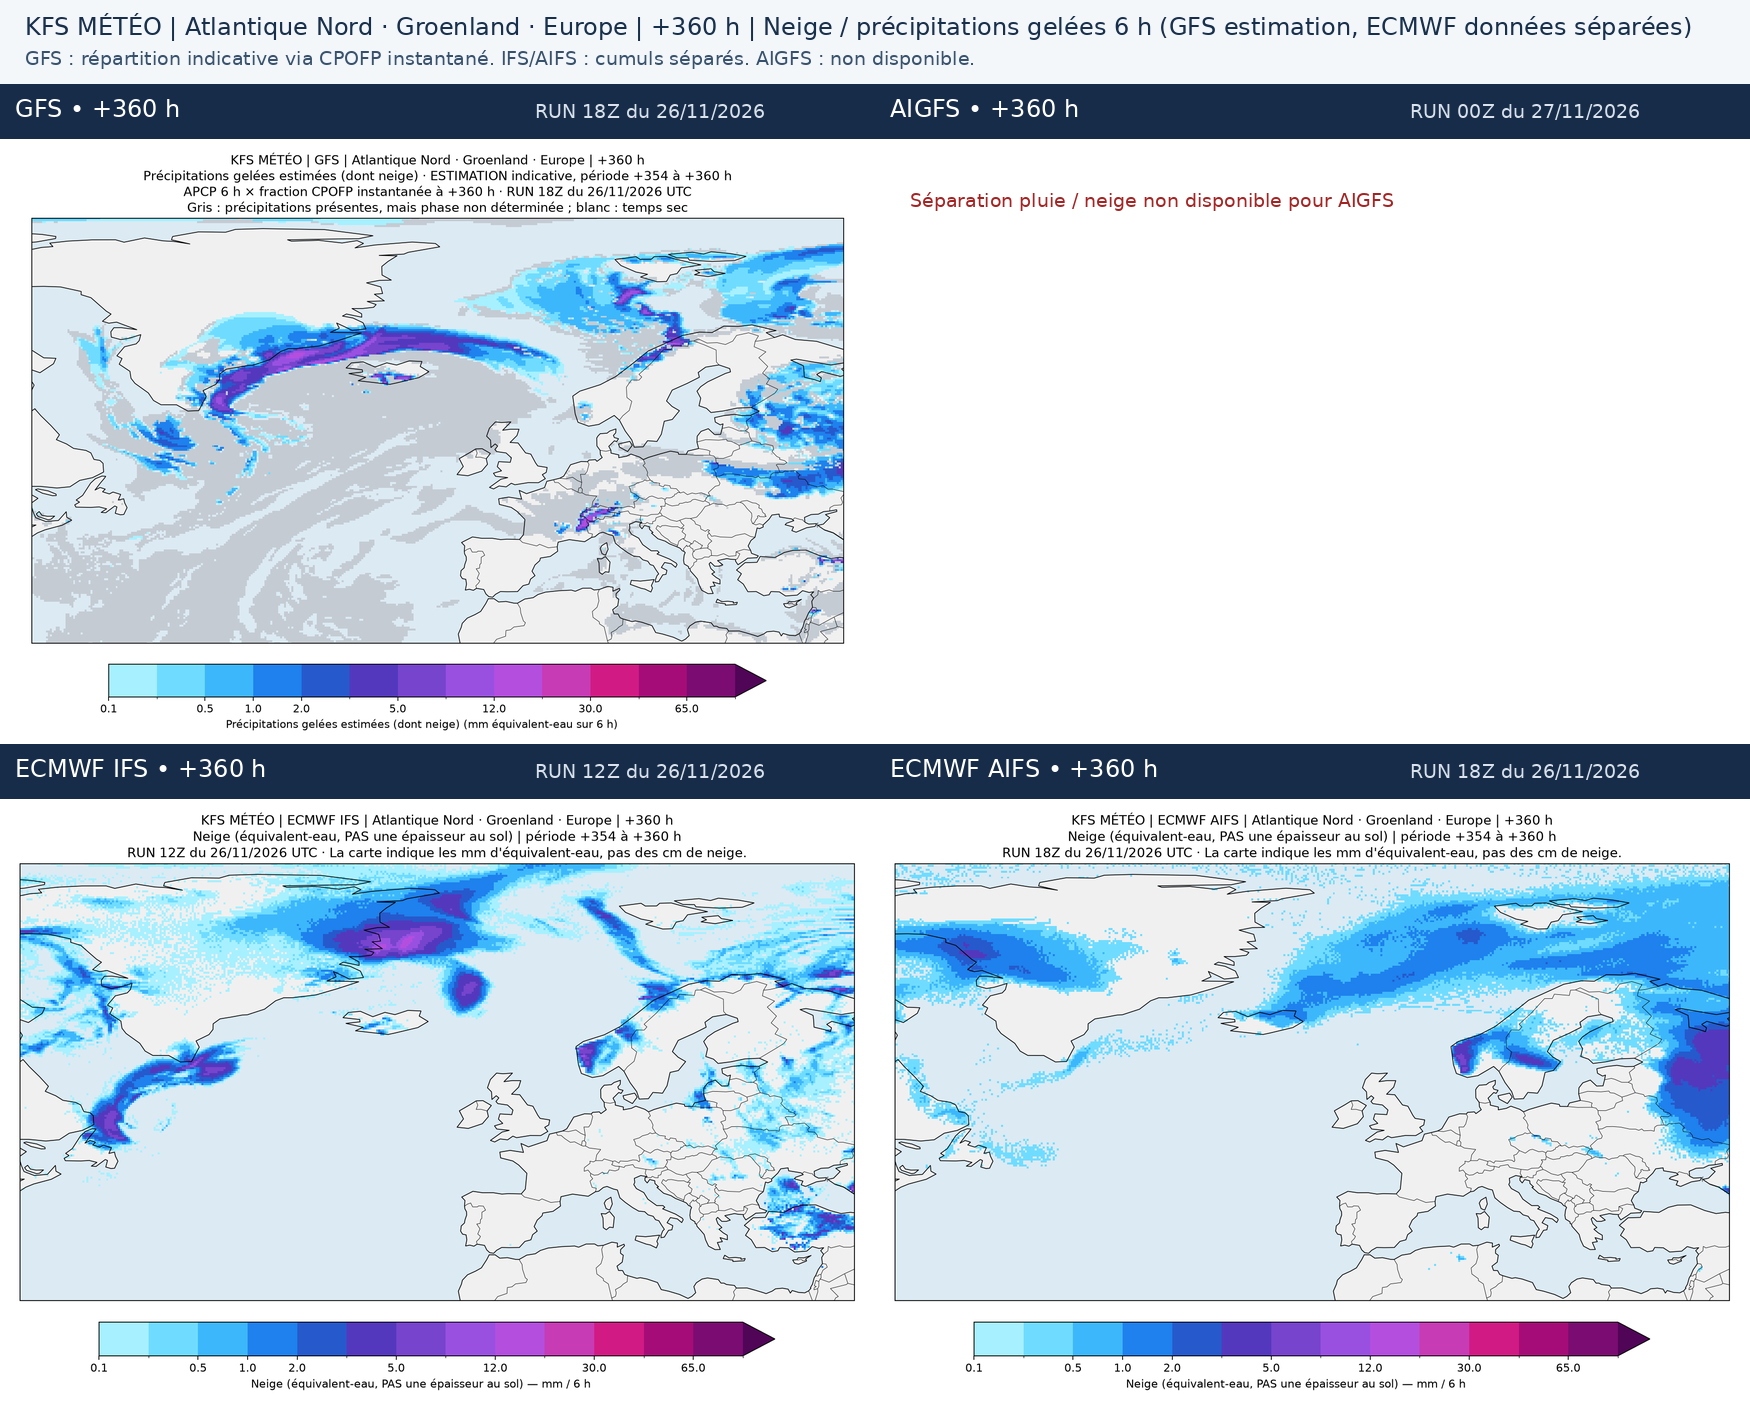 KFS MÉTÉO | Atlantique Nord · Groenland · Europe | +360 h | Neige / précipitations gelées 6 h (GFS estimation, ECMWF données séparées)
GFS : répartition indicative via CPOFP instantané. IFS/AIFS : cumuls séparés. AIGFS : non disponible.
GFS • +360 h
RUN 18Z du 26/11/2026
AIGFS • +360 h
RUN 00Z du 27/11/2026
KFS MÉTÉO | GFS | Atlantique Nord · Groenland · Europe | +360 h
Précipitations gelées estimées (dont neige) · ESTIMATION indicative, période +354 à +360 h
APCP 6 h × fraction CPOFP instantanée à +360 h · RUN 18Z du 26/11/2026 UTC
Gris : précipitations présentes, mais phase non déterminée ; blanc : temps sec
Séparation pluie / neige non disponible pour AIGFS
0.1 0.5 1.0 2.0 5.0 12.0 30.0 65.0
Précipitations gelées estimées (dont neige) (mm équivalent-eau sur 6 h)
ECMWF IFS • +360 h
RUN 12Z du 26/11/2026
ECMWF AIFS • +360 h
RUN 18Z du 26/11/2026
KFS MÉTÉO | ECMWF IFS | Atlantique Nord · Groenland · Europe | +360 h
Neige (équivalent-eau, PAS une épaisseur au sol) | période +354 à +360 h
RUN 12Z du 26/11/2026 UTC · La carte indique les mm d'équivalent-eau, pas des cm de neige.
KFS MÉTÉO | ECMWF AIFS | Atlantique Nord · Groenland · Europe | +360 h
Neige (équivalent-eau, PAS une épaisseur au sol) | période +354 à +360 h
RUN 18Z du 26/11/2026 UTC · La carte indique les mm d'équivalent-eau, pas des cm de neige.
0.1 0.5 1.0 2.0 5.0 12.0 30.0 65.0
Neige (équivalent-eau, PAS une épaisseur au sol) — mm / 6 h
0.1 0.5 1.0 2.0 5.0 12.0 30.0 65.0
Neige (équivalent-eau, PAS une épaisseur au sol) — mm / 6 h